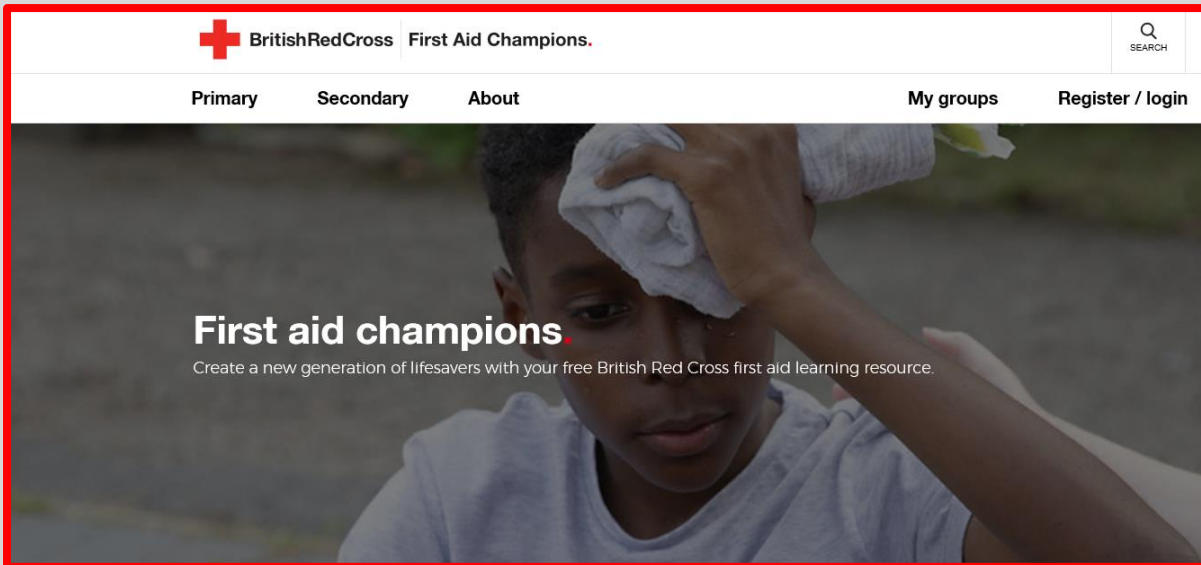 BritishRedCross First Aid Champions.
SEARCH
Primary Secondary About My groups Register / login
First aid champions.
Create a new generation of lifesavers with your free British Red Cross first aid learning resource.